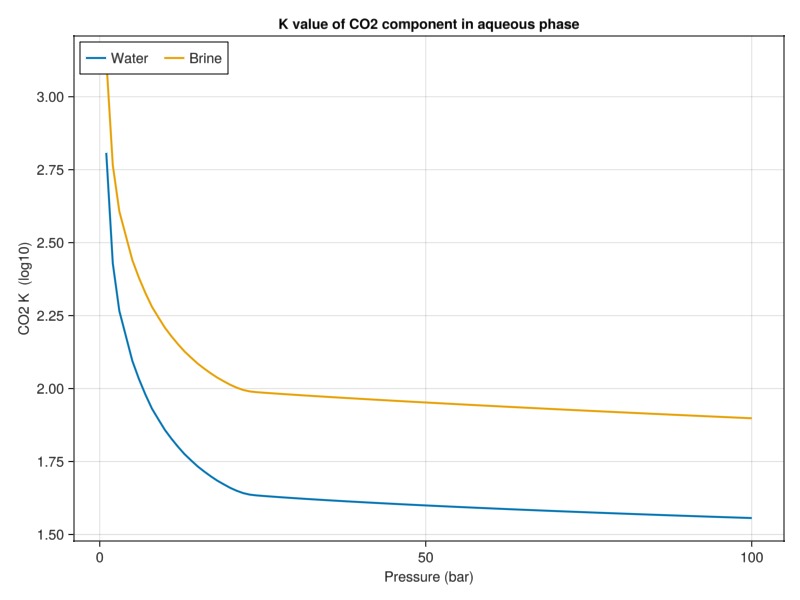 K value of CO2 component in aqueous phase
Water
Brine
CO2 K (log10)
3.00
2.75
2.50
2.25
2.00
1.75
1.50
0
50
100
Pressure (bar)